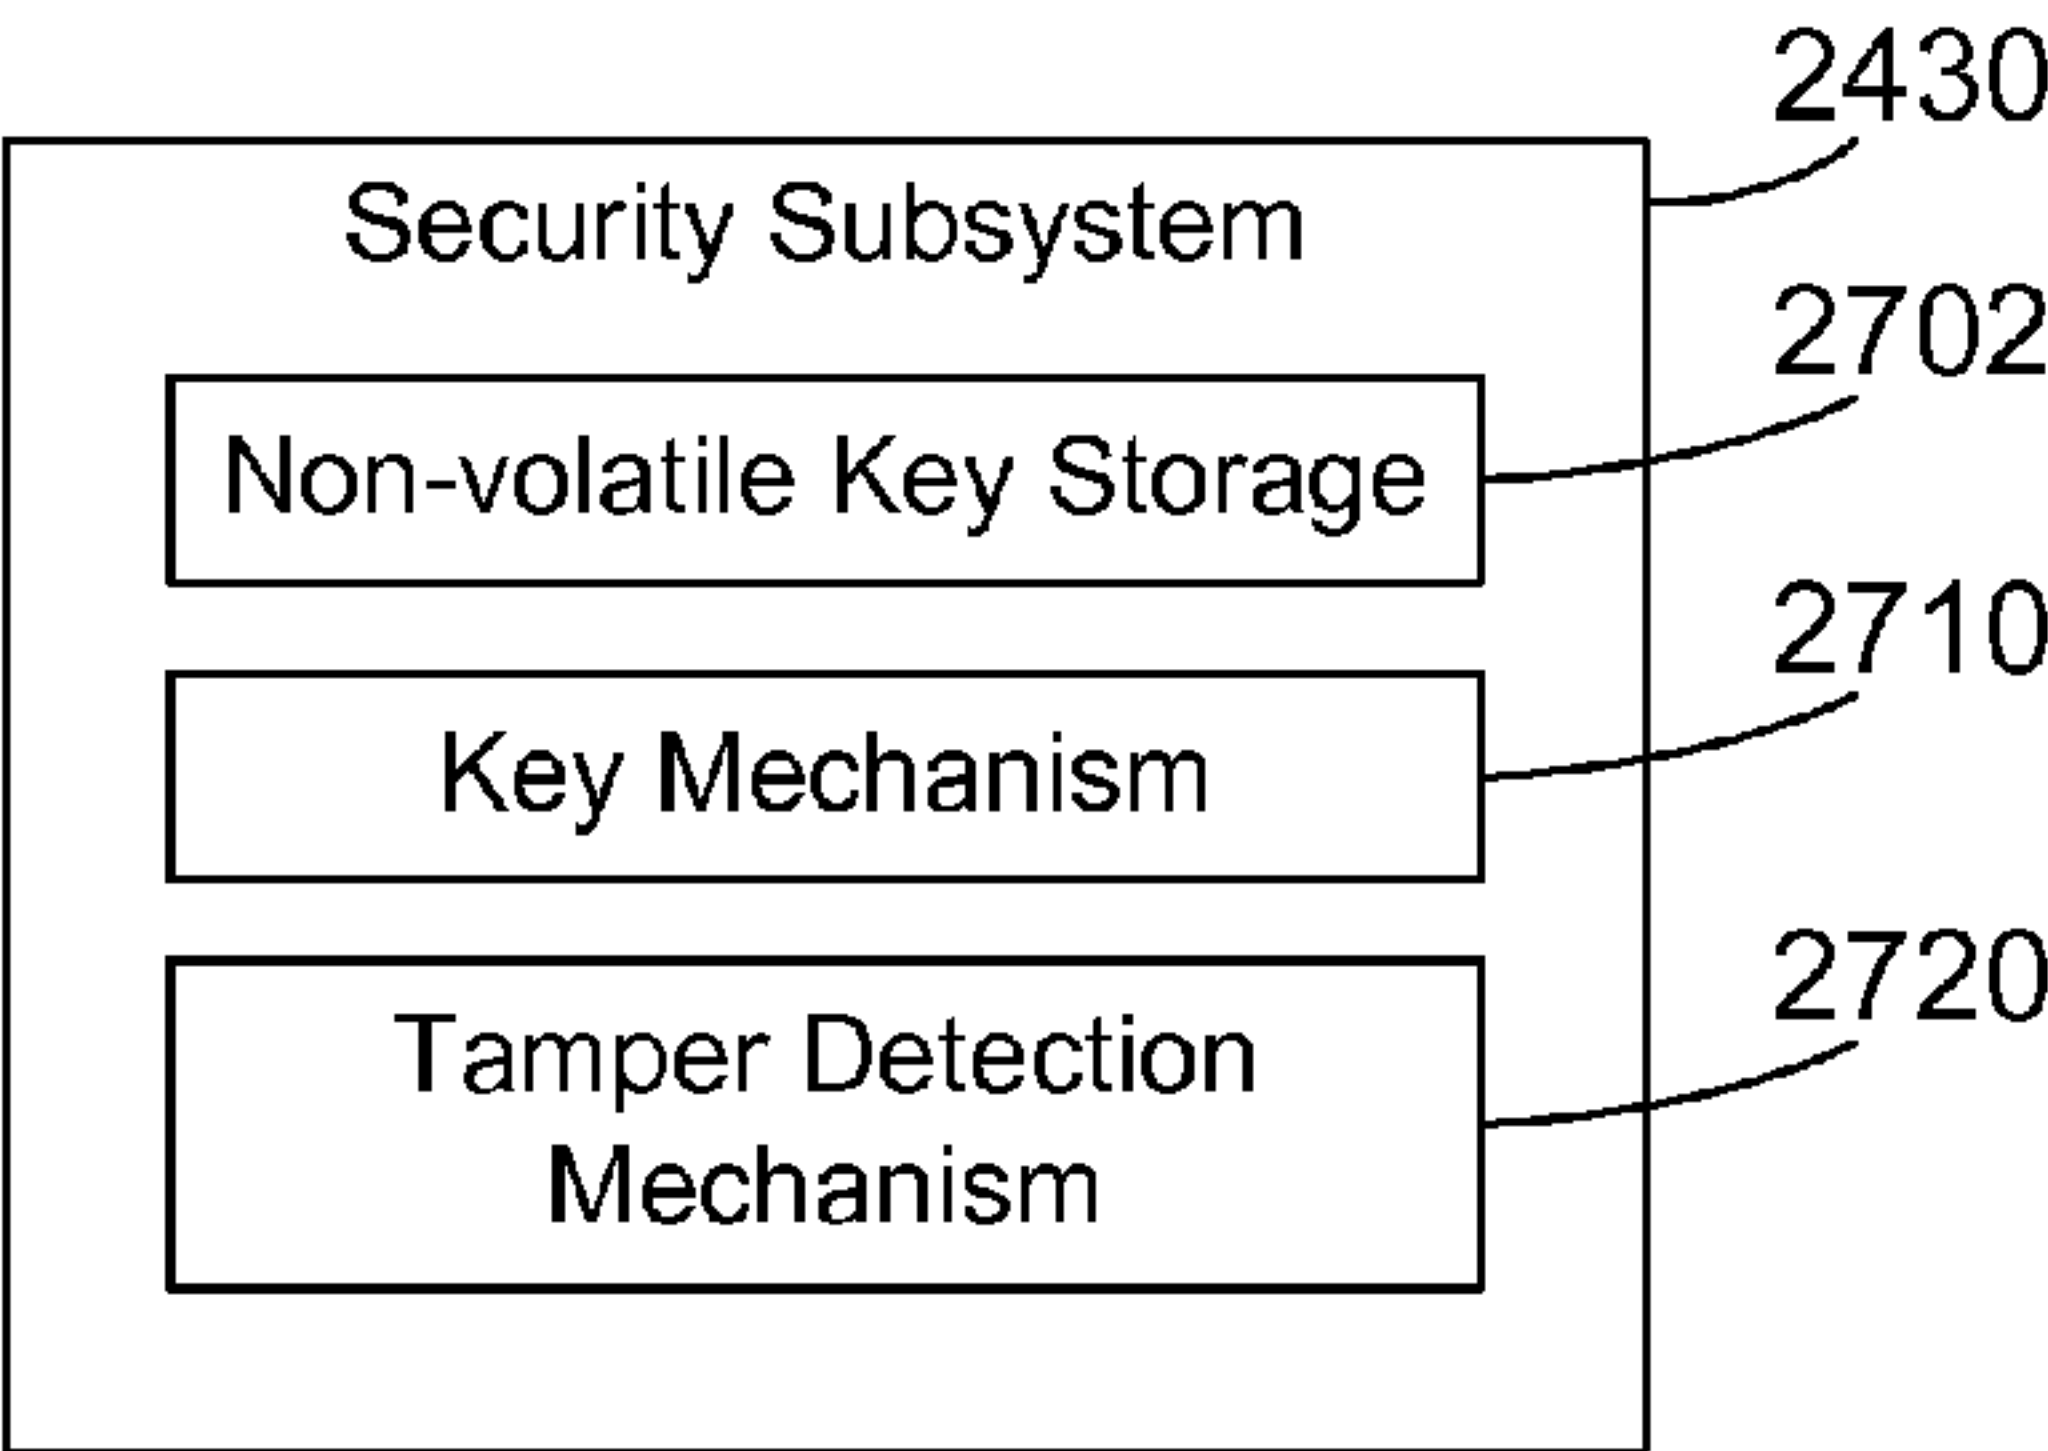 2430
Security Subsystem
2702
Non-volatile Key Storage
2710
Key Mechanism
2720
Tamper Detection
Mechanism